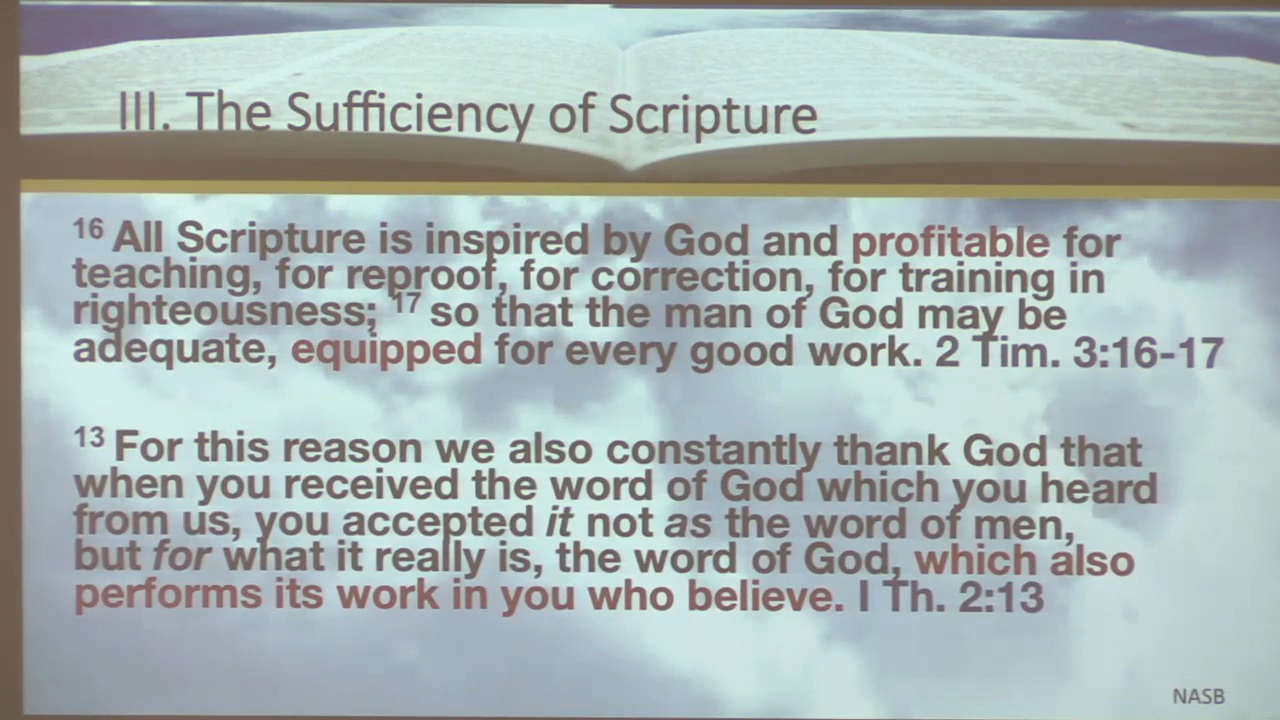 III. The Sufficiency of Scripture
16 All Scripture is inspired by God and profitable for
teaching, for reproof, for correction, for training in
righteousness; 17 so that the man of God may be
adequate, equipped for every good work. 2 Tim. 3:16-17
13 For this reason we also constantly thank God that
when you received the word of God which you heard
from us, you accepted it not as the word of men,
but for what it really is, the word of God, which also
performs its work in you who believe. I Th. 2:13
NASB